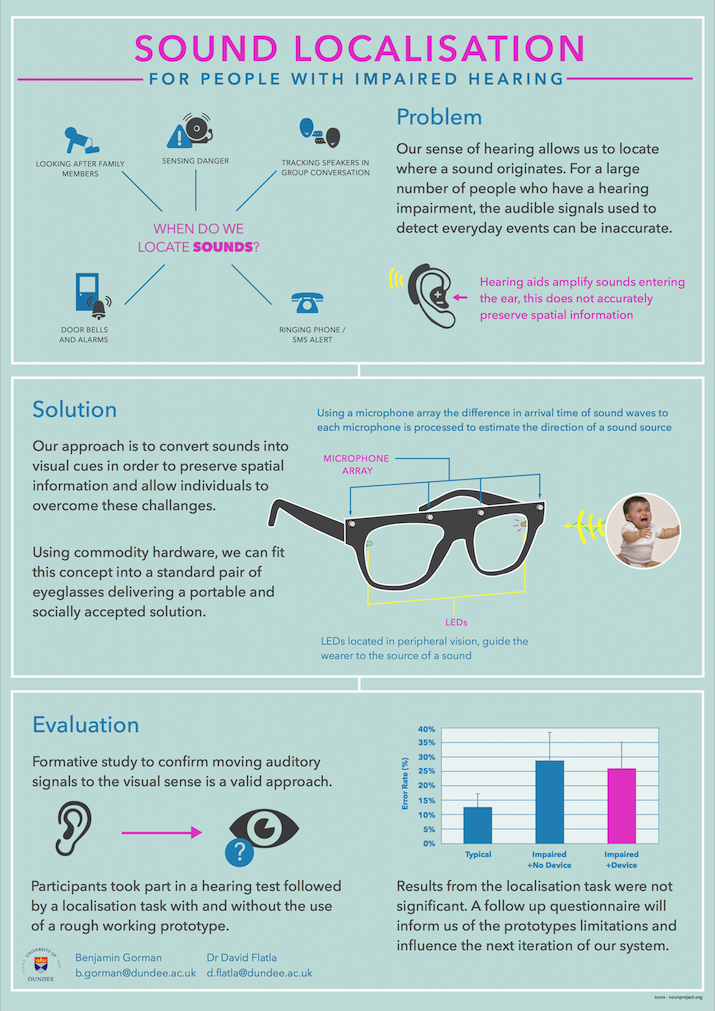 SOUND LOCALISATION
FOR PEOPLE WITH IMPAIRED HEARING
LOOKING AFTER FAMILY
MEMBERS
SENSING DANGER
TRACKING SPEAKERS IN
GROUP CONVERSATION
WHEN DO WE
LOCATE SOUNDS?
DOOR BELLS
AND ALARMS
RINGING PHONE /
SMS ALERT
Problem
Our sense of hearing allows us to locate
where a sound originates. For a large
number of people who have a hearing
impairment, the audible signals used to
detect everyday events can be inaccurate.
Hearing aids amplify sounds entering
the ear, this does not accurately
preserve spatial information
Solution
Our approach is to convert sounds into
visual cues in order to preserve spatial
information and allow individuals to
overcome these challanges.
Using commodity hardware, we can fit
this concept into a standard pair of
eyeglasses delivering a portable and
socially accepted solution.
Using a microphone array the difference in arrival time of sound waves to
each microphone is processed to estimate the direction of a sound source
MICROPHONE
ARRAY
LEDs
LEDs located in peripheral vision, guide the
wearer to the source of a sound
Evaluation
Formative study to confirm moving auditory
signals to the visual sense is a valid approach.
?
Participants took part in a hearing test followed
by a localisation task with and without the use
of a rough working prototype.
UNIVERSITY OF
DUNDEE
Benjamin Gorman
b.gorman@dundee.ac.uk
Dr David Flatla
d.flatla@dundee.ac.uk
Error Rate (%)
40%
35%
30%
25%
20%
15%
10%
5%
0%
Typical
Impaired
+No Device
Impaired
+Device
Results from the localisation task were not
significant. A follow up questionnaire will
inform us of the prototypes limitations and
influence the next iteration of our system.
Icons - nounproject.org